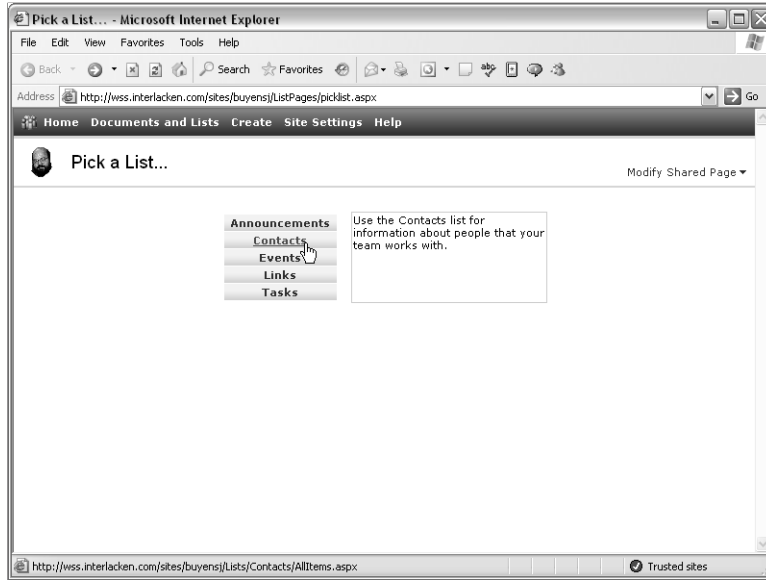 Pick a List... - Microsoft Internet Explorer
File Edit View Favorites Tools Help
Back Search Favorites
Address http://wss.interlacken.com/sites/buyensj/ListPages/picklist.aspx Go
Home Documents and Lists Create Site Settings Help
Pick a List...
Modify Shared Page
Announcements
Contacts
Events
Links
Tasks
Use the Contacts list for
information about people that your
team works with.
http://wss.interlacken.com/sites/buyensj/Lists/Contacts/AllItems.aspx Trusted sites